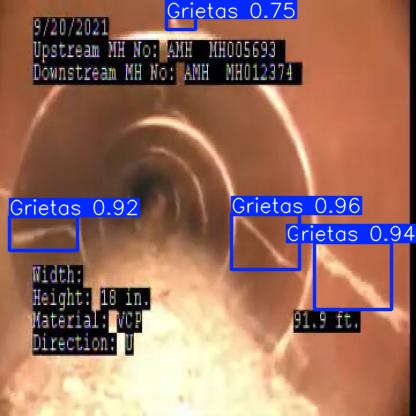 Grietas 0.75
9/20/2021
Upstream MH No: AMH MH005693
Downstream MH No: AMH MH012374
Grietas 0.92
Grietas 0.96
Grietas 0.94
Width:
Height: 18 in.
Material: VCP
91.9 ft.
Direction: U